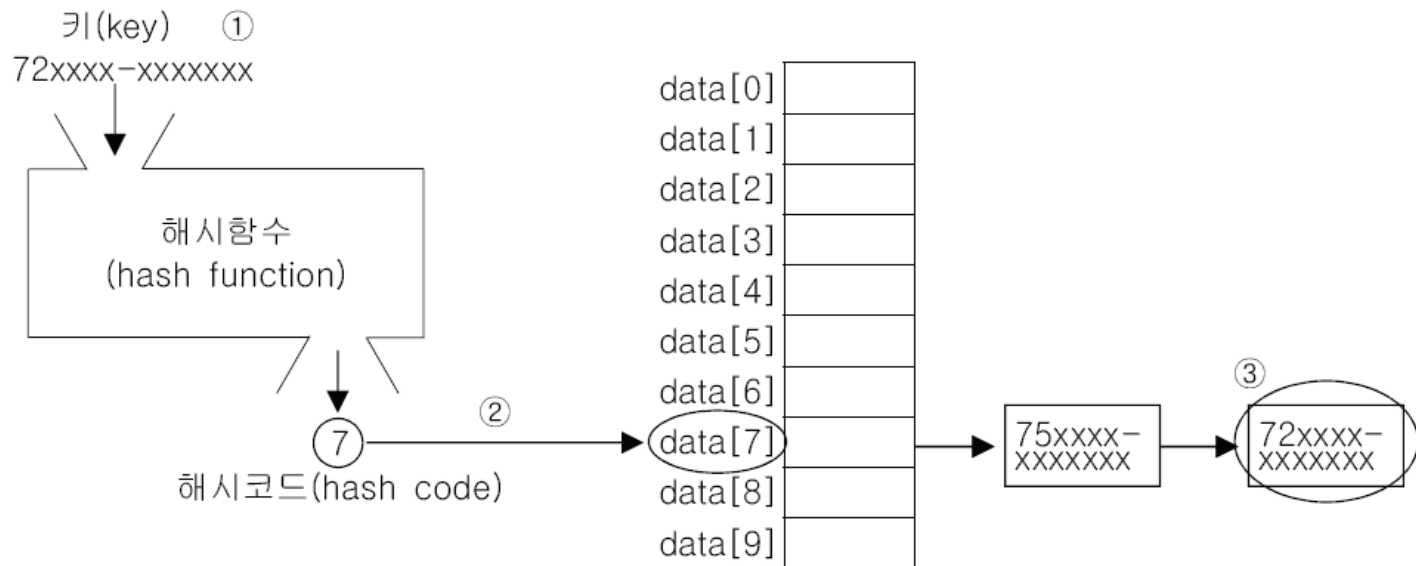 키(key) ①
72xxxx-xxxxxxx
해시함수
(hash function)
②
7
해시코드(hash code)
data[0]
data[1]
data[2]
data[3]
data[4]
data[5]
data[6]
data[7]
data[8]
data[9]
75xxxx-
xxxxxxx
③
72xxxx-
xxxxxxx